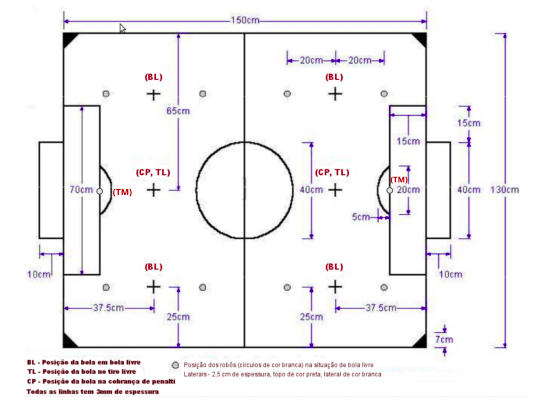 150cm
(BL)
20cm
20cm
(BL)
65cm
15cm
15cm
(CP, TL)
(CP, TL)
70cm
(TM)
40cm
(TM)
20cm
40cm
130cm
5cm
10cm
(BL)
(BL)
10cm
37.5cm
25cm
25cm
37.5cm
7cm
BL - Posição da bola em bola livre
TL - Posição da bola no tiro livre
CP - Posição da bola na cobrança de penalti
Todas as linhas tem 3mm de espessura
Posição dos robôs (círculos de cor branca) na situação de bola livre
Laterais - 2,5 cm de espessura, topo de cor preta, lateral de cor branca